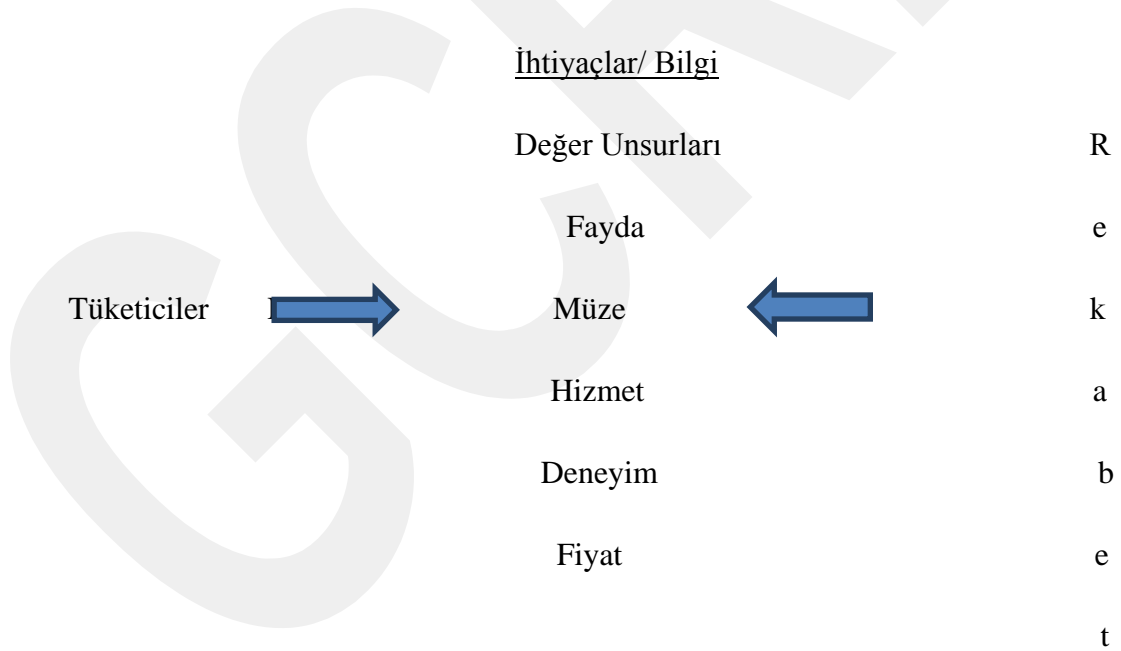 İhtiyaçlar/ Bilgi
Değer Unsurları R
Fayda e
Tüketiciler Müze k
Hizmet a
Deneyim b
Fiyat e
t